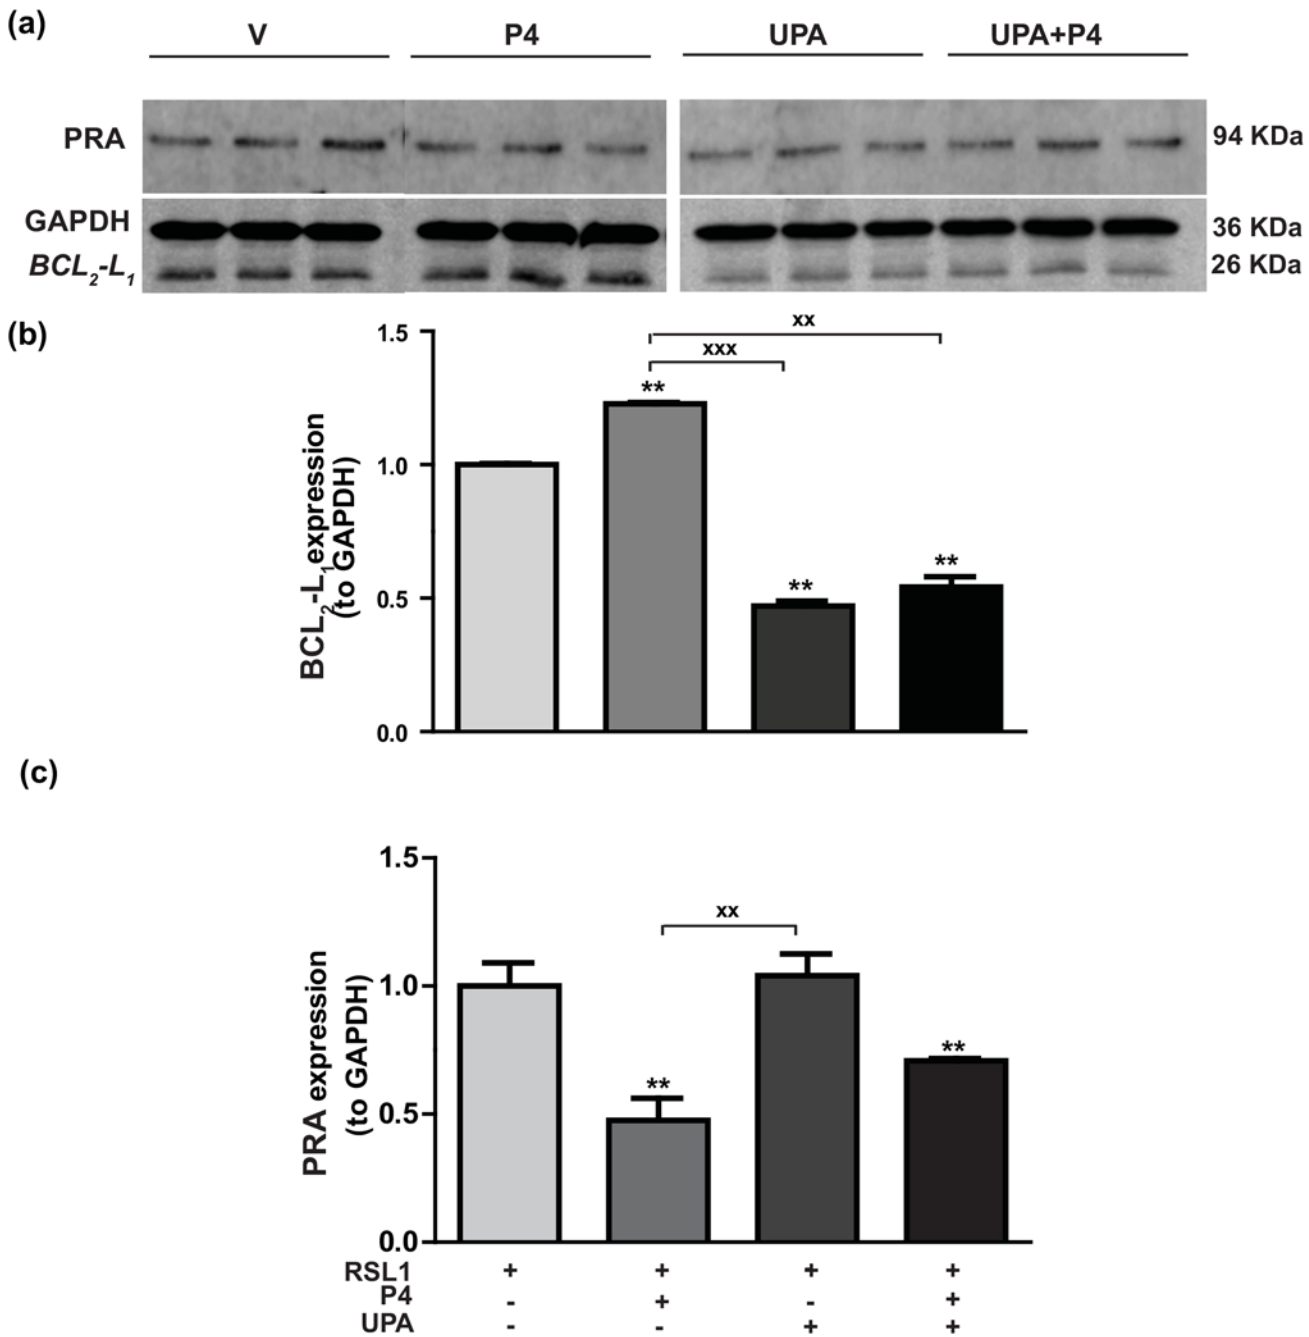 (a)
V P4 UPA UPA+P4
PRA 94 KDa
GAPDH 36 KDa
BCL2-L1 26 KDa
(b)
1.5
1.0
0.5
0.0
BCL2-L1 expression
(to GAPDH)
xx
xxx
**
**
**
(c)
1.5
1.0
0.5
0.0
PRA expression
(to GAPDH)
xx
**
**
RSL1 + + + +
P4 - + - +
UPA - - + +